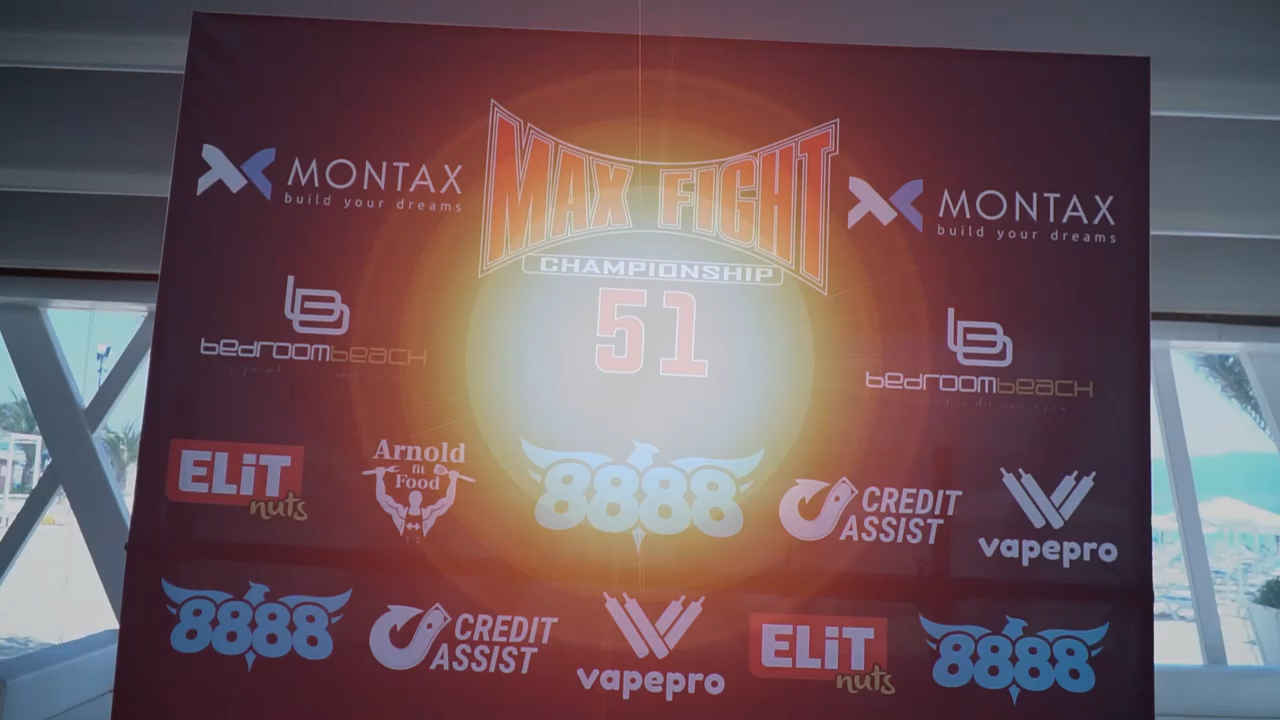 MAX FIGHT
CHAMPIONSHIP
51
MONTAX
build your dreams
MONTAX
build your dreams
bedroombeach
bedroombeach
ELiT
nuts
Arnold
fit
Food
8888
CREDIT
ASSIST
vapepro
8888
CREDIT
ASSIST
vapepro
ELiT
nuts
8888